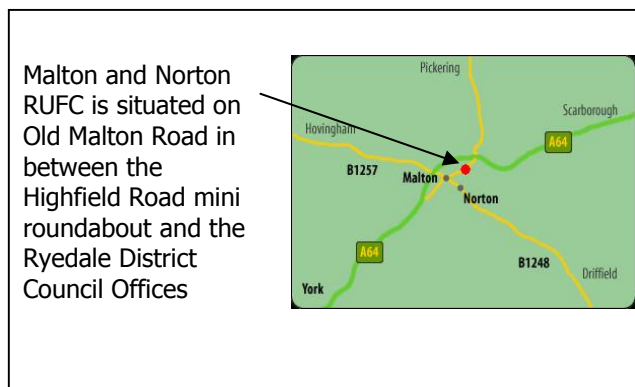 Malton and Norton
RUFC is situated on
Old Malton Road in
between the
Highfield Road mini
roundabout and the
Ryedale District
Council Offices
Pickering
Scarborough
A64
Hovingham
B1257
Malton
Norton
A64
B1248
Driffield
York